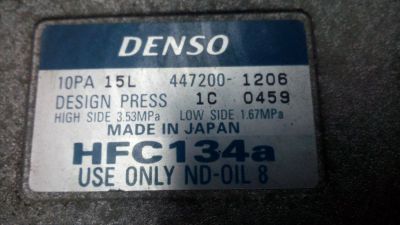 DENSO
10PA 15L 447200-1206
DESIGN PRESS 1C 0459
HIGH SIDE 3.53MPa LOW SIDE 1.67MPa
MADE IN JAPAN
HFC134a
USE ONLY ND-OIL 8